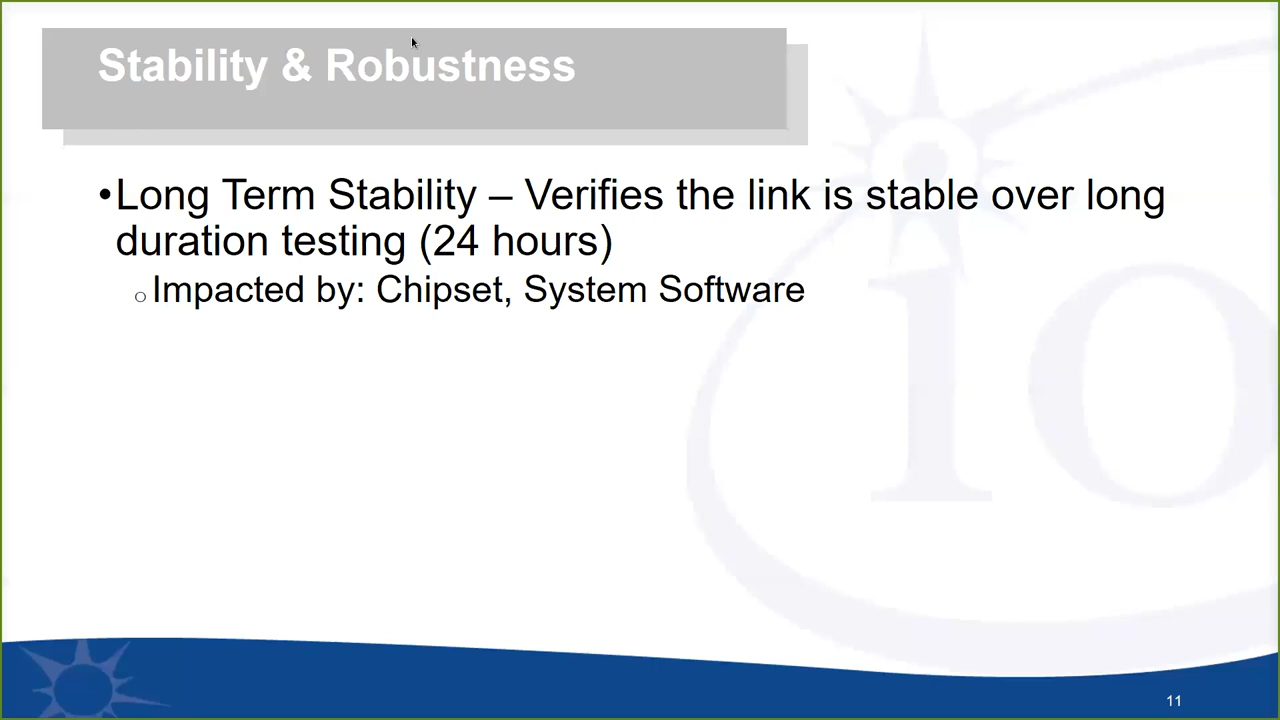 Stability & Robustness
•Long Term Stability – Verifies the link is stable over long
duration testing (24 hours)
○Impacted by: Chipset, System Software
io
11